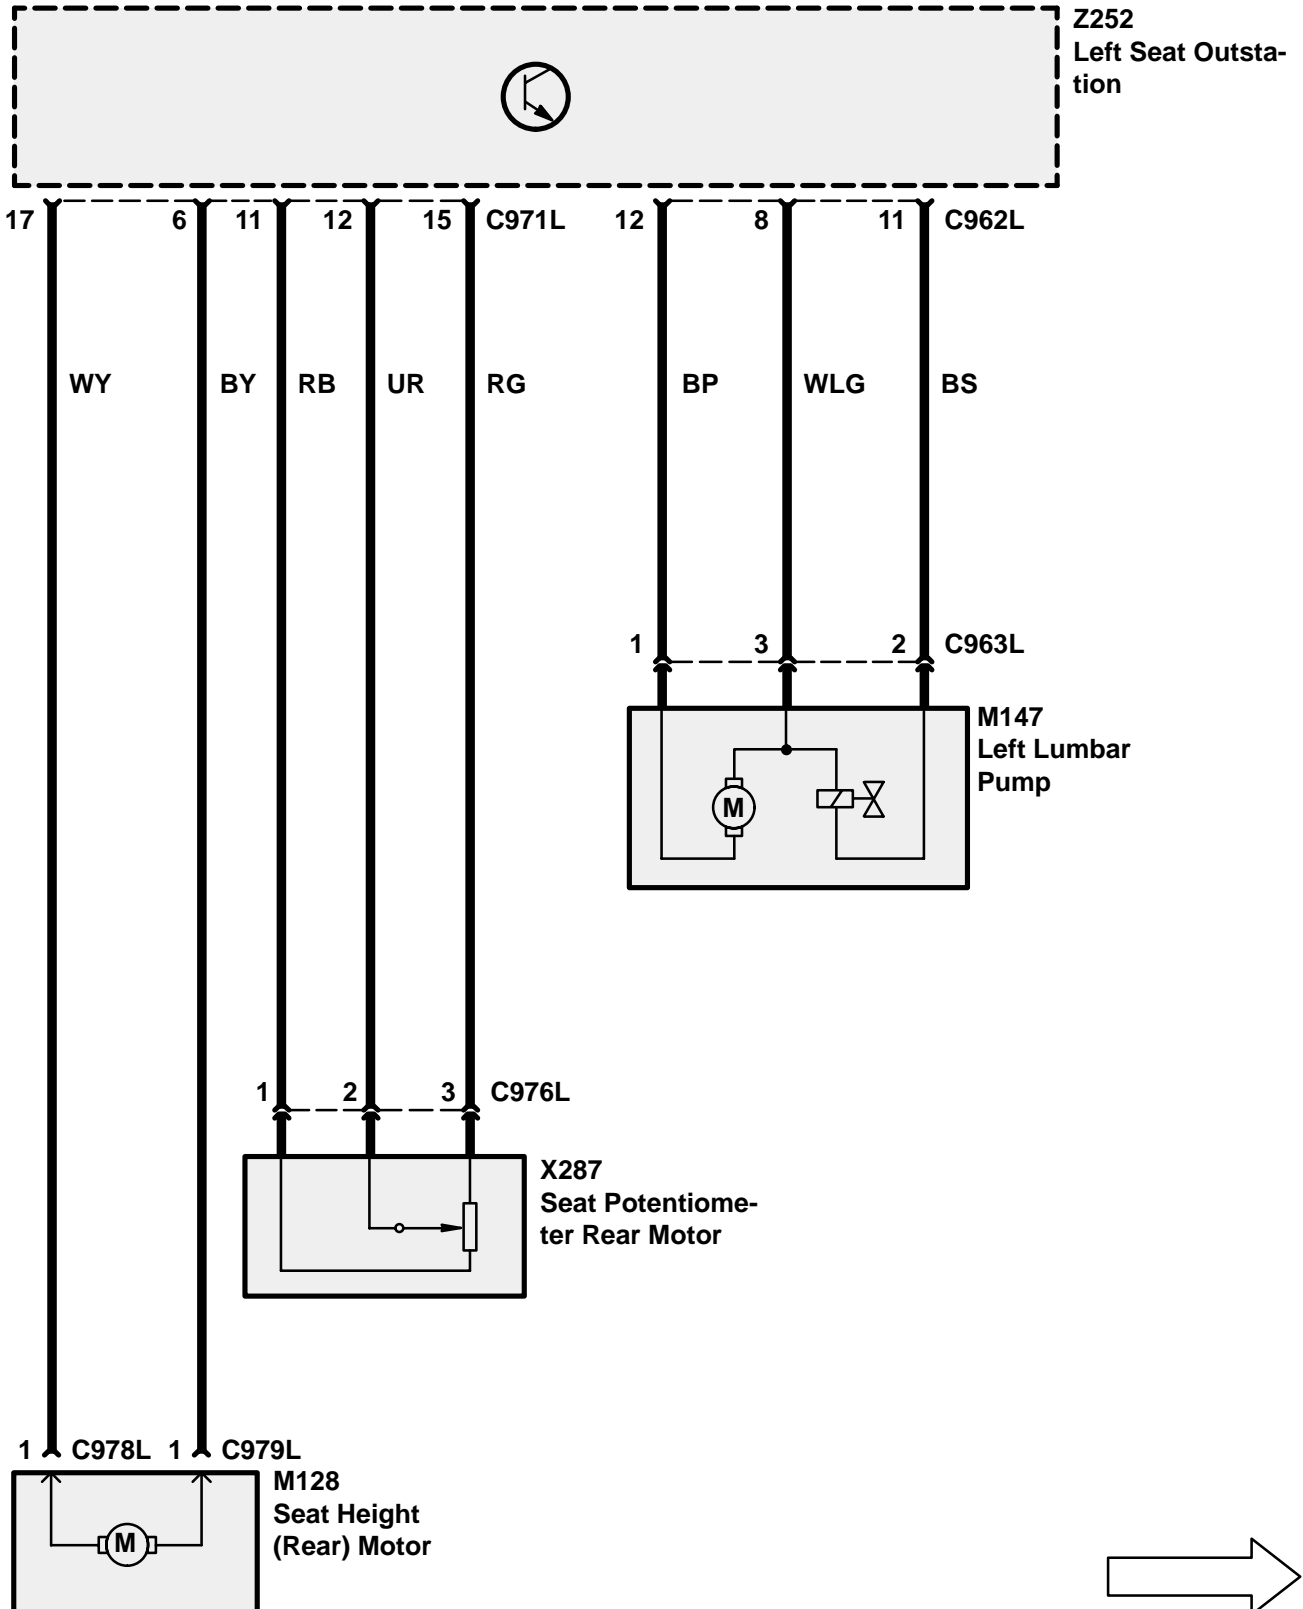 Z252
Left Seat Outsta-
tion
17 6 11 12 15 C971L 12 8 11 C962L
WY BY RB UR RG BP WLG BS
1 3 2 C963L
M147
Left Lumbar
Pump
M
1 2 3 C976L
X287
Seat Potentiome-
ter Rear Motor
1 C978L 1 C979L
M128
Seat Height
(Rear) Motor
M